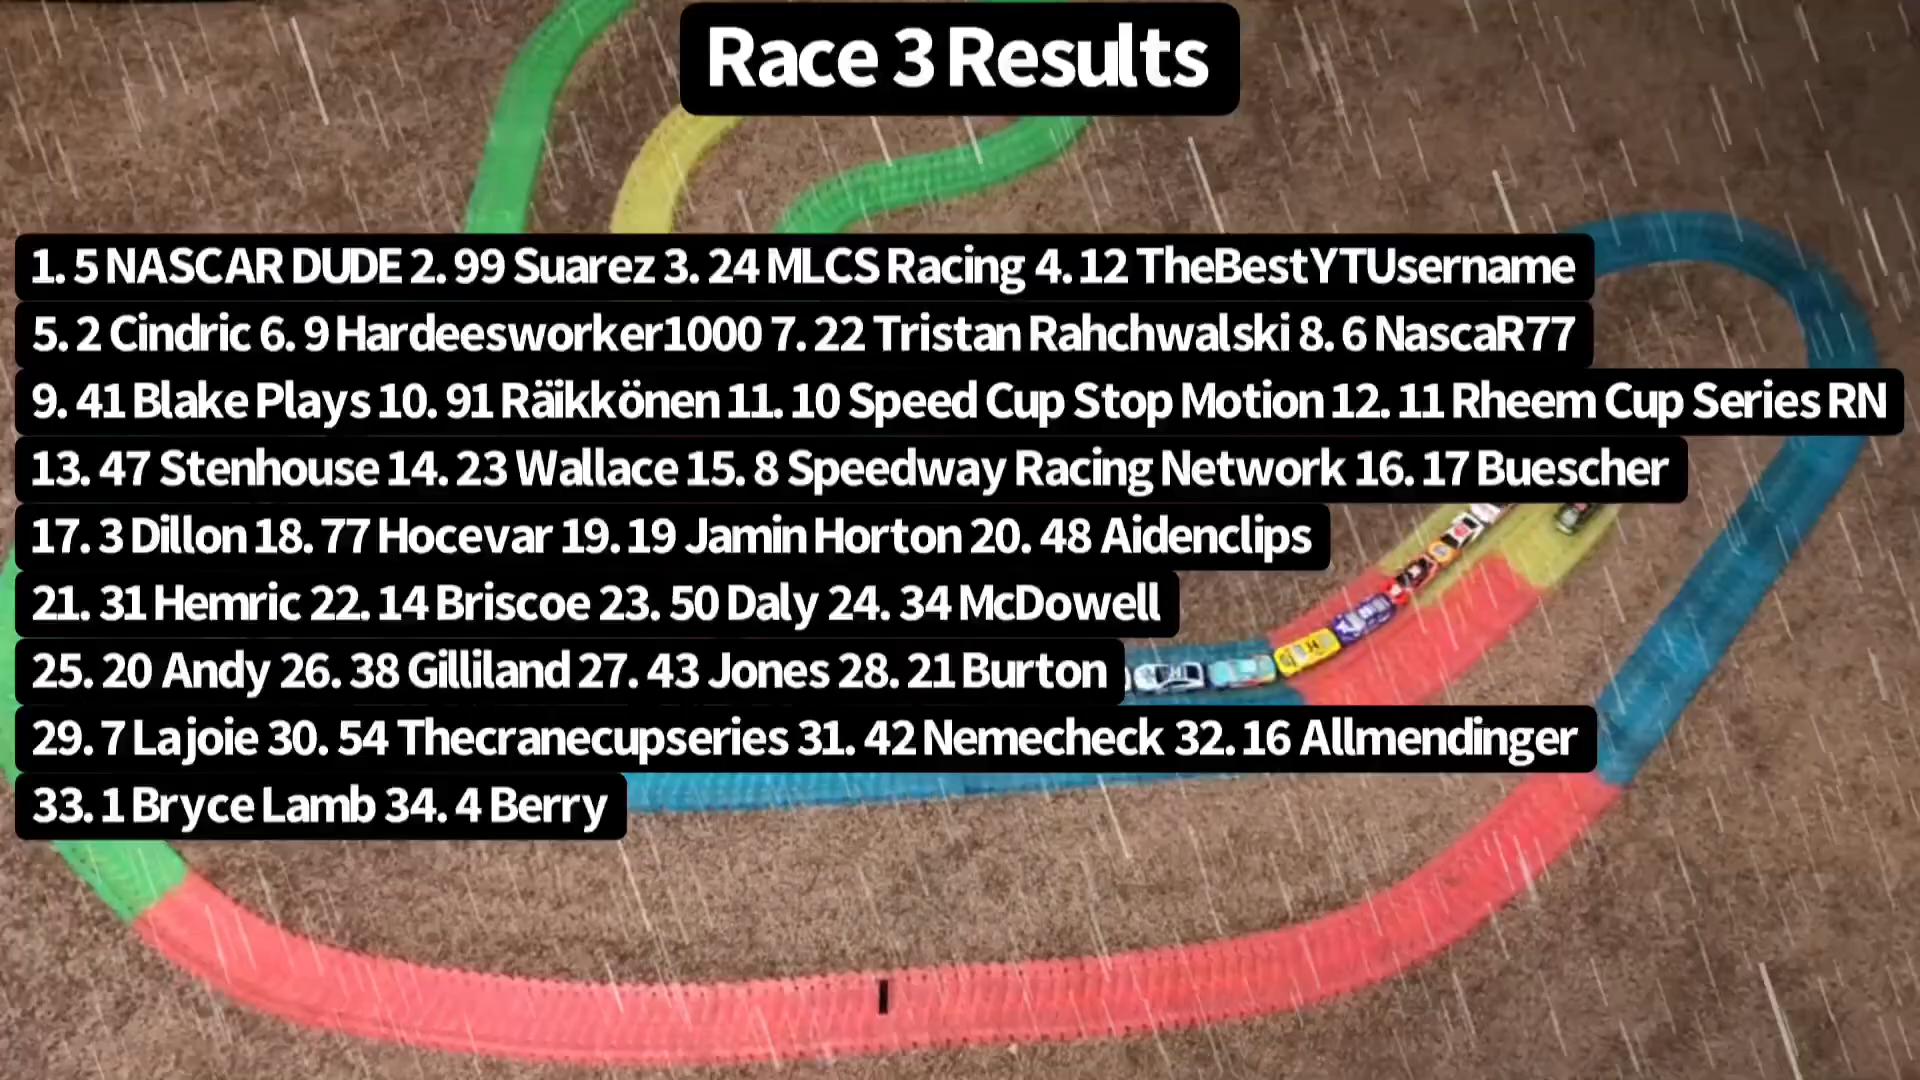 Race 3 Results
1. 5 NASCAR DUDE 2. 99 Suarez 3. 24 MLCS Racing 4. 12 TheBestYTUsername
5. 2 Cindric 6. 9 Hardeesworker1000 7. 22 Tristan Rahchwalski 8. 6 NascaR77
9. 41 Blake Plays 10. 91 Räikkönen 11. 10 Speed Cup Stop Motion 12. 11 Rheem Cup Series RN
13. 47 Stenhouse 14. 23 Wallace 15. 8 Speedway Racing Network 16. 17 Buescher
17. 3 Dillon 18. 77 Hocevar 19. 19 Jamin Horton 20. 48 Aidenclips
21. 31 Hemric 22. 14 Briscoe 23. 50 Daly 24. 34 McDowell
25. 20 Andy 26. 38 Gilliland 27. 43 Jones 28. 21 Burton
29. 7 Lajoie 30. 54 Thecranecupseries 31. 42 Nemecheck 32. 16 Allmendinger
33. 1 Bryce Lamb 34. 4 Berry